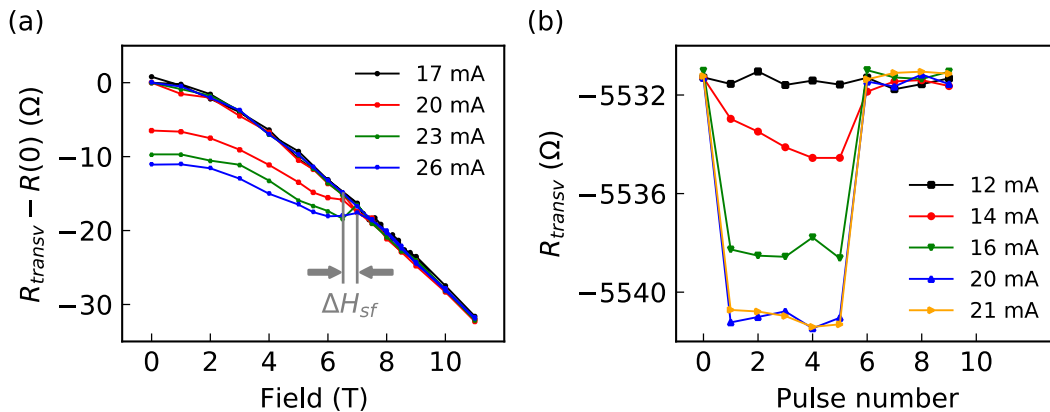 (a)
R_transv − R(0) (Ω)
0
−10
−20
−30
17 mA
20 mA
23 mA
26 mA
ΔH_sf
0 2 4 6 8 10
Field (T)
(b)
R_transv (Ω)
−5532
−5536
−5540
12 mA
14 mA
16 mA
20 mA
21 mA
0 2 4 6 8 10
Pulse number